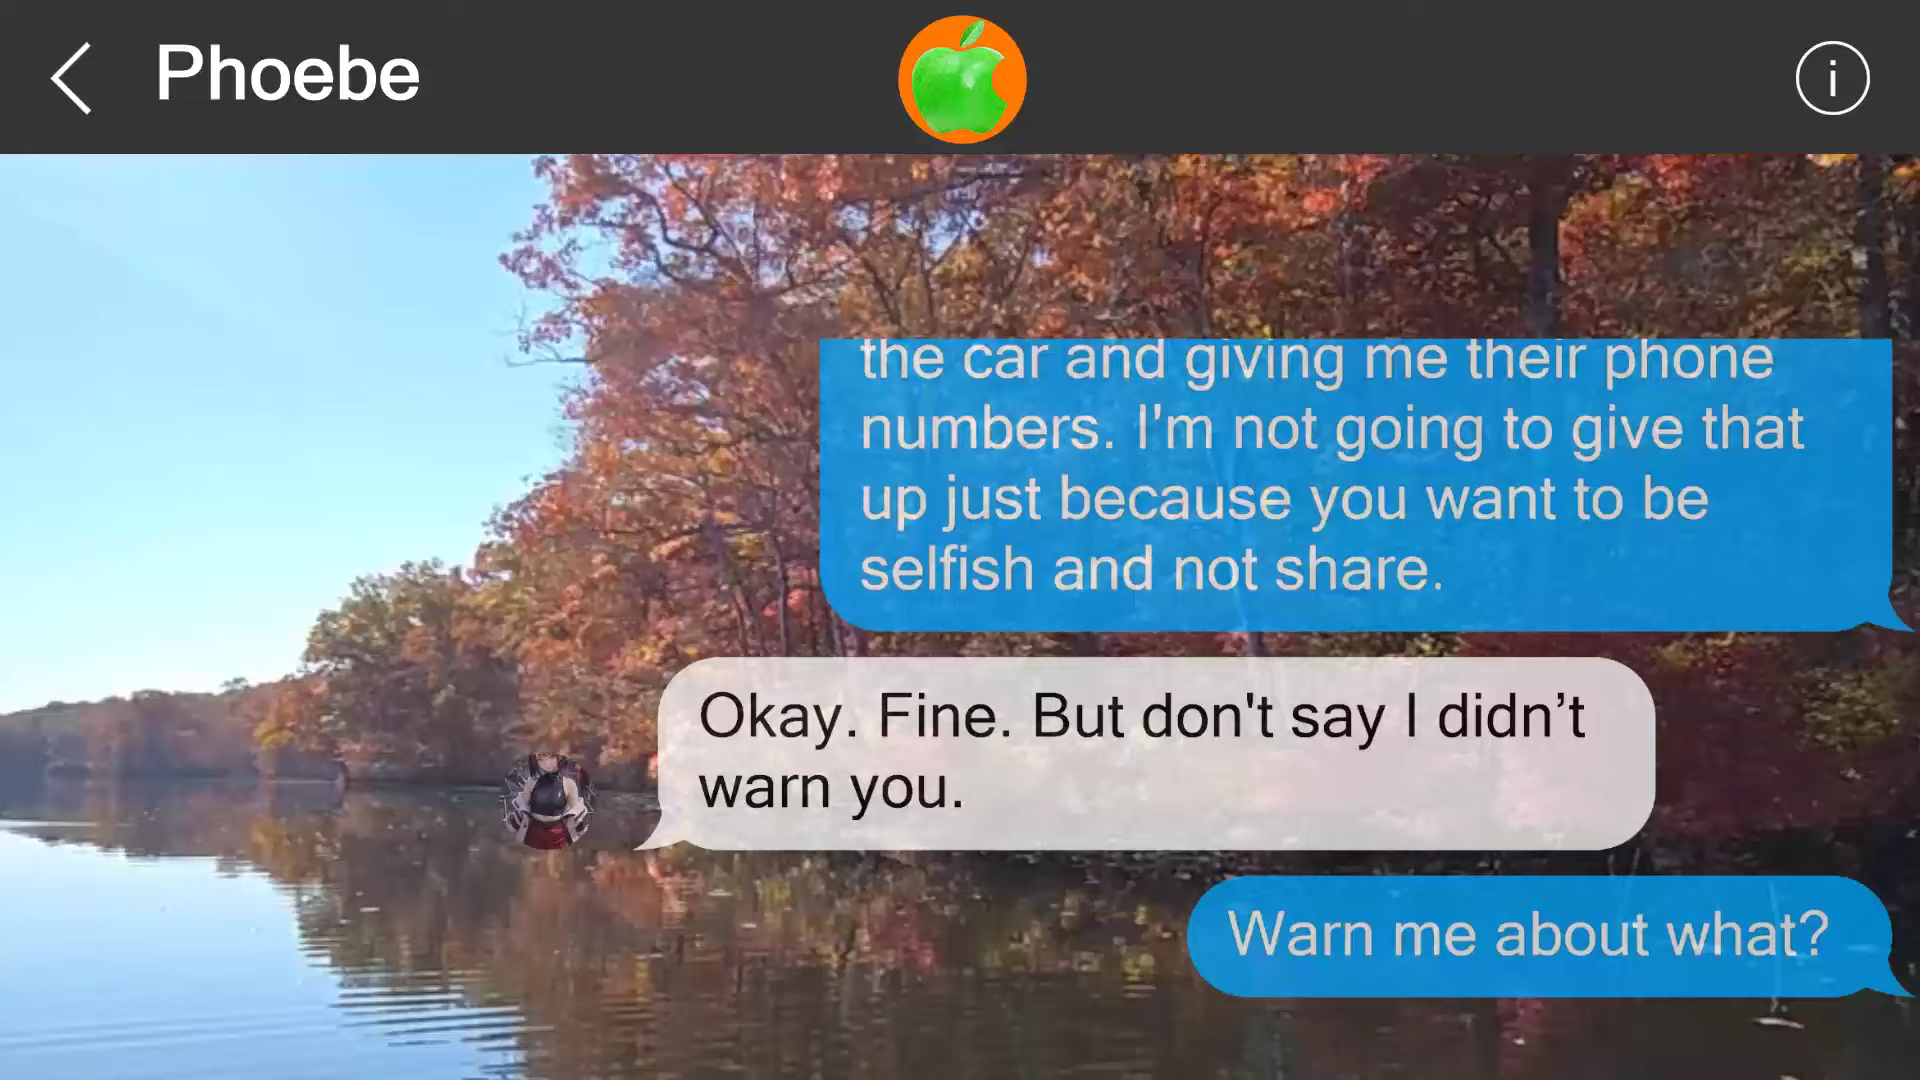 Phoebe
i
the car and giving me their phone
numbers. I'm not going to give that
up just because you want to be
selfish and not share.
Okay. Fine. But don't say I didn’t
warn you.
Warn me about what?